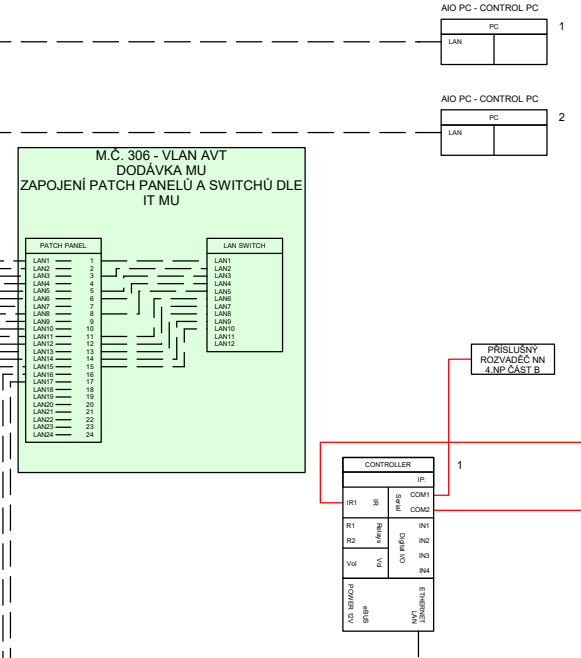 AIO PC - CONTROL PC
PC
1
LAN
AIO PC - CONTROL PC
PC
2
LAN
M.Č. 306 - VLAN AVT
DODÁVKA MU
ZAPOJENÍ PATCH PANELŮ A SWITCHŮ DLE
IT MU
PATCH PANEL
LAN1 1
LAN2 2
LAN3 3
LAN4 4
LAN5 5
LAN6 6
LAN7 7
LAN8 8
LAN9 9
LAN10 10
LAN11 11
LAN12 12
LAN13 13
LAN14 14
LAN15 15
LAN16 16
LAN17 17
LAN18 18
LAN19 19
LAN20 20
LAN21 21
LAN22 22
LAN23 23
LAN24 24
LAN SWITCH
LAN1
LAN2
LAN3
LAN4
LAN5
LAN6
LAN7
LAN8
LAN9
LAN10
LAN11
LAN12
PŘÍSLUŠNÝ
ROZVADĚČ NN
4.NP ČÁST B
CONTROLLER
1
IP:
IR1 IR Serial COM1
COM2
R1 Relays Digital I/O IN1
R2 IN2
Vol Vol IN3
IN4
POWER 12V eBUS ETHERNET
LAN